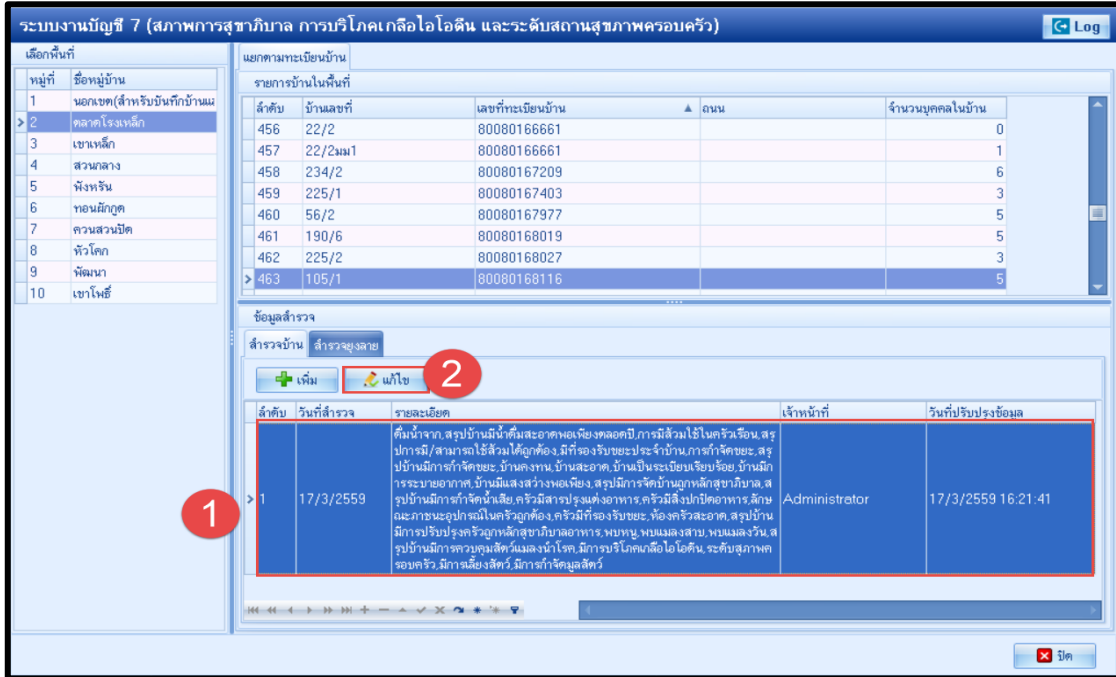 ระบบงานบัญชี 7 (สภาพการสุขาภิบาล การบริโภคเกลือไอโอดีน และระดับสถานสุขภาพครอบครัว)
Log
เลือกพื้นที่
หมู่ที่ ชื่อหมู่บ้าน
1 นอกเขต(สำหรับบันทึกบ้านแ
2 ตลาดโรงเหล็ก
3 เขาเหล็ก
4 สวนกลาง
5 พังหรัน
6 ทอนผักกูด
7 ควนสวนปิด
8 หัวโคก
9 พัฒนา
10 เขาโพธิ์
แยกตามทะเบียนบ้าน
รายการบ้านในพื้นที่
ลำดับ บ้านเลขที่ เลขที่ทะเบียนบ้าน ถนน จำนวนบุคคลในบ้าน
456 22/2 80080166661 0
457 22/2มม1 80080166661 1
458 234/2 80080167209 6
459 225/1 80080167403 3
460 56/2 80080167977 5
461 190/6 80080168019 5
462 225/2 80080168027 3
463 105/1 80080168116 5
ข้อมูลสำรวจ
สำรวจบ้าน สำรวจยุงลาย
เพิ่ม แก้ไข 2
ลำดับ วันที่สำรวจ รายละเอียด เจ้าหน้าที่ วันที่ปรับปรุงข้อมูล
1
1 17/3/2559
ดื่มน้ำจาก,สรุปบ้านมีน้ำดื่มสะอาดพอเพียงตลอดปี,การมีส้วมใช้ในครัวเรือน,สรุ
ปการมี/สามารถใช้ส้วมได้ถูกต้อง,มีที่รองรับขยะประจำบ้าน,การกำจัดขยะ,สรุ
ปบ้านมีการกำจัดขยะ,บ้านคงทน,บ้านสะอาด,บ้านเป็นระเบียบเรียบร้อย,บ้านมีก
ารระบายอากาศ,บ้านมีแสงสว่างพอเพียง,สรุปมีการจัดบ้านถูกหลักสุขาภิบาล,ส
รุปบ้านมีการกำจัดน้ำเสีย,ครัวมีสารปรุงแต่งอาหาร,ครัวมีสิ่งปกปิดอาหาร,ลักษ
ณะภาชนะอุปกรณ์ในครัวถูกต้อง,ครัวมีที่รองรับขยะ,ห้องครัวสะอาด,สรุปบ้าน
มีการปรับปรุงครัวถูกหลักสุขาภิบาลอาหาร,พบหนู,พบแมลงสาบ,พบแมลงวัน,ส
รุปบ้านมีการควบคุมสัตว์แมลงนำโรค,มีการบริโภคเกลือไอโอดีน,ระดับสุภาพค
รอบครัว,มีการเลี้ยงสัตว์,มีการกำจัดมูลสัตว์
Administrator 17/3/2559 16:21:41
ปิด